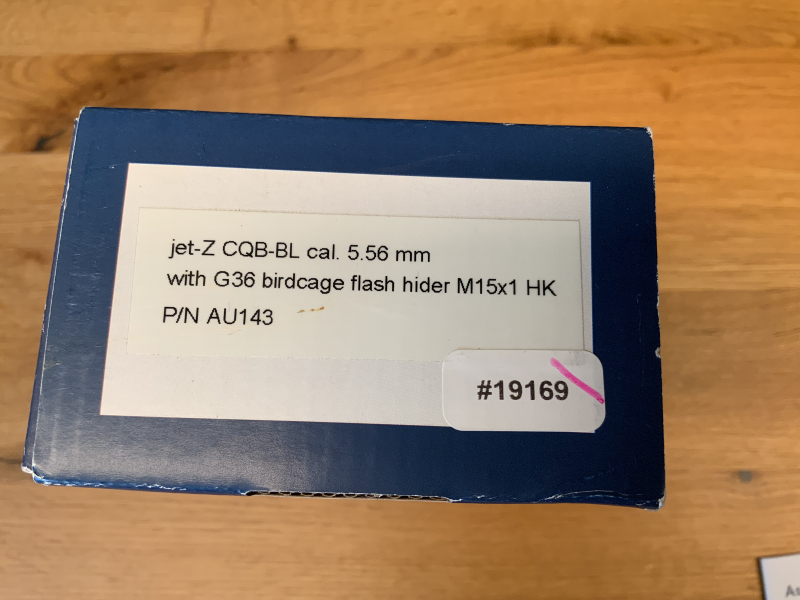 jet-Z CQB-BL cal. 5.56 mm
with G36 birdcage flash hider M15x1 HK
P/N AU143
#19169